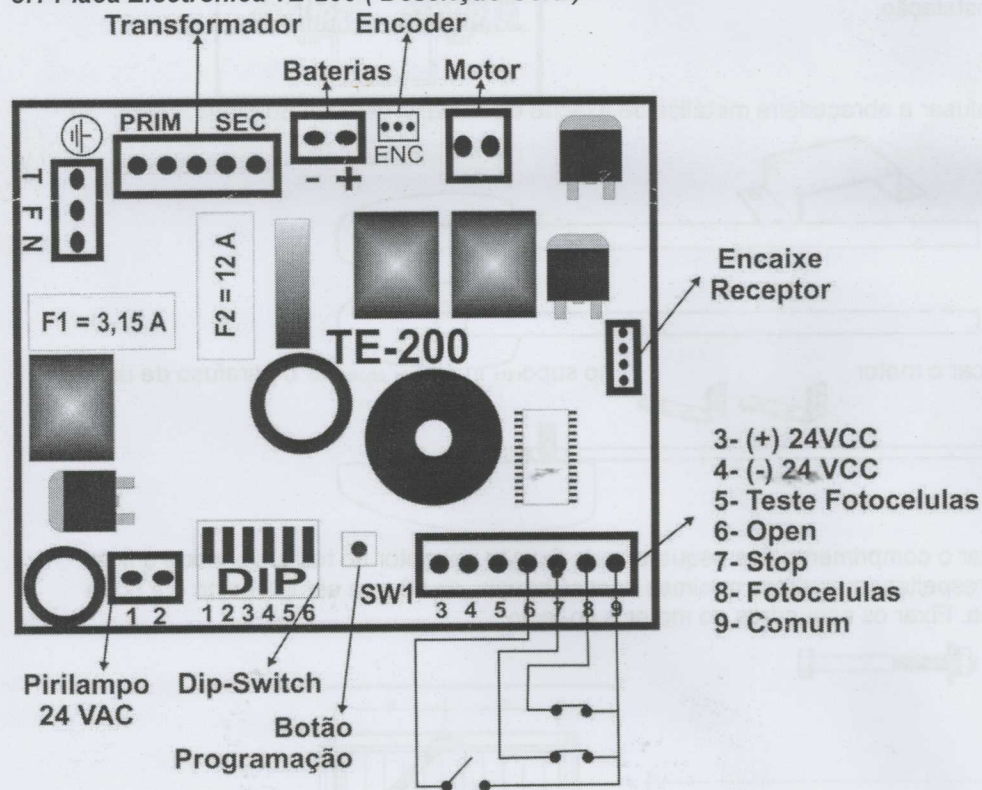 Transformador
Encoder
Baterias
Motor
PRIM SEC
ENC
- +
T F N
F1 = 3,15 A
F2 = 12 A
TE-200
Encaixe
Receptor
3- (+) 24VCC
4- (-) 24 VCC
5- Teste Fotocelulas
6- Open
7- Stop
8- Fotocelulas
9- Comum
DIP
SW1
1 2
1 2 3 4 5 6
3 4 5 6 7 8 9
Pirilampo
24 VAC
Dip-Switch
Botão
Programação